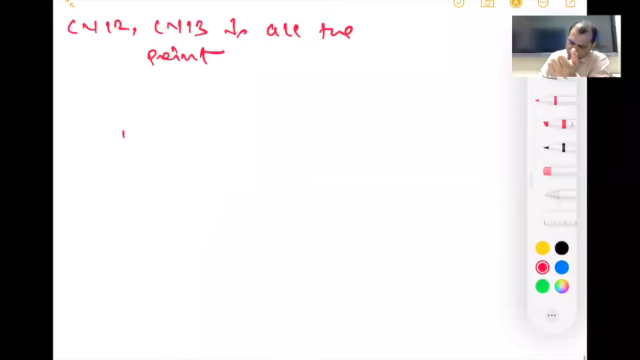 CN12, CN13 is all the
point